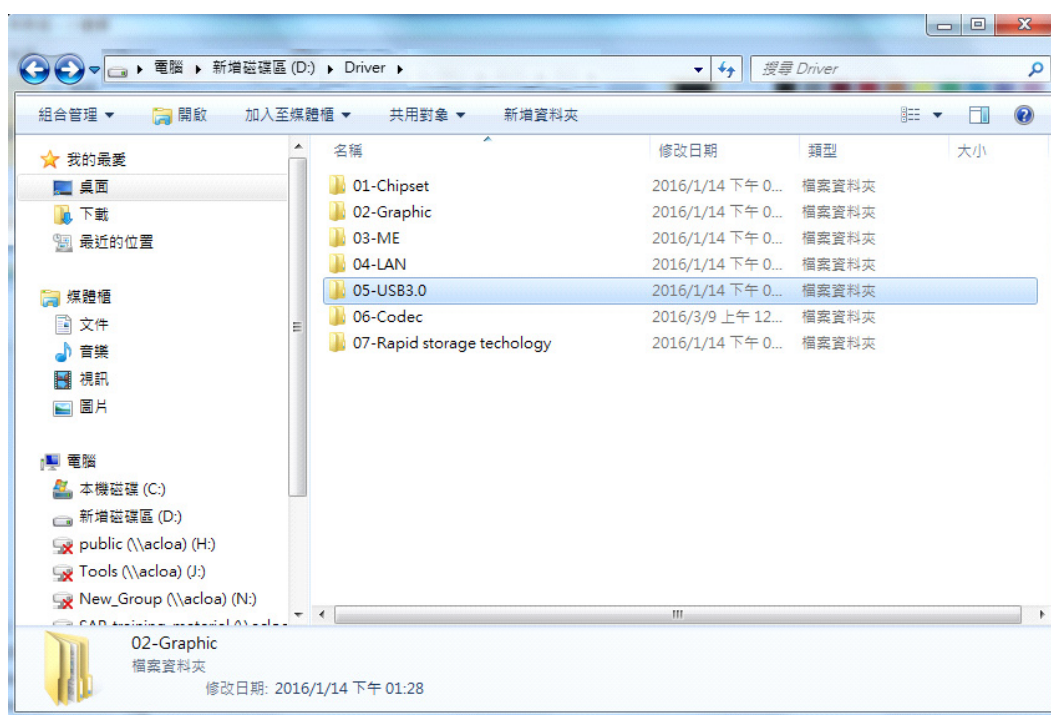 電腦 ▸ 新增磁碟區 (D:) ▸ Driver ▸
搜尋 Driver
組合管理 ▼ 開啟 加入至媒體櫃 ▼ 共用對象 ▼ 新增資料夾
名稱 修改日期 類型 大小
我的最愛
桌面
下載
最近的位置
媒體櫃
文件
音樂
視訊
圖片
電腦
本機磁碟 (C:)
新增磁碟區 (D:)
public (\\acloa) (H:)
Tools (\\acloa) (J:)
New_Group (\\acloa) (N:)
01-Chipset 2016/1/14 下午 0... 檔案資料夾
02-Graphic 2016/1/14 下午 0... 檔案資料夾
03-ME 2016/1/14 下午 0... 檔案資料夾
04-LAN 2016/1/14 下午 0... 檔案資料夾
05-USB3.0 2016/1/14 下午 0... 檔案資料夾
06-Codec 2016/3/9 上午 12... 檔案資料夾
07-Rapid storage techology 2016/1/14 下午 0... 檔案資料夾
02-Graphic
檔案資料夾
修改日期: 2016/1/14 下午 01:28